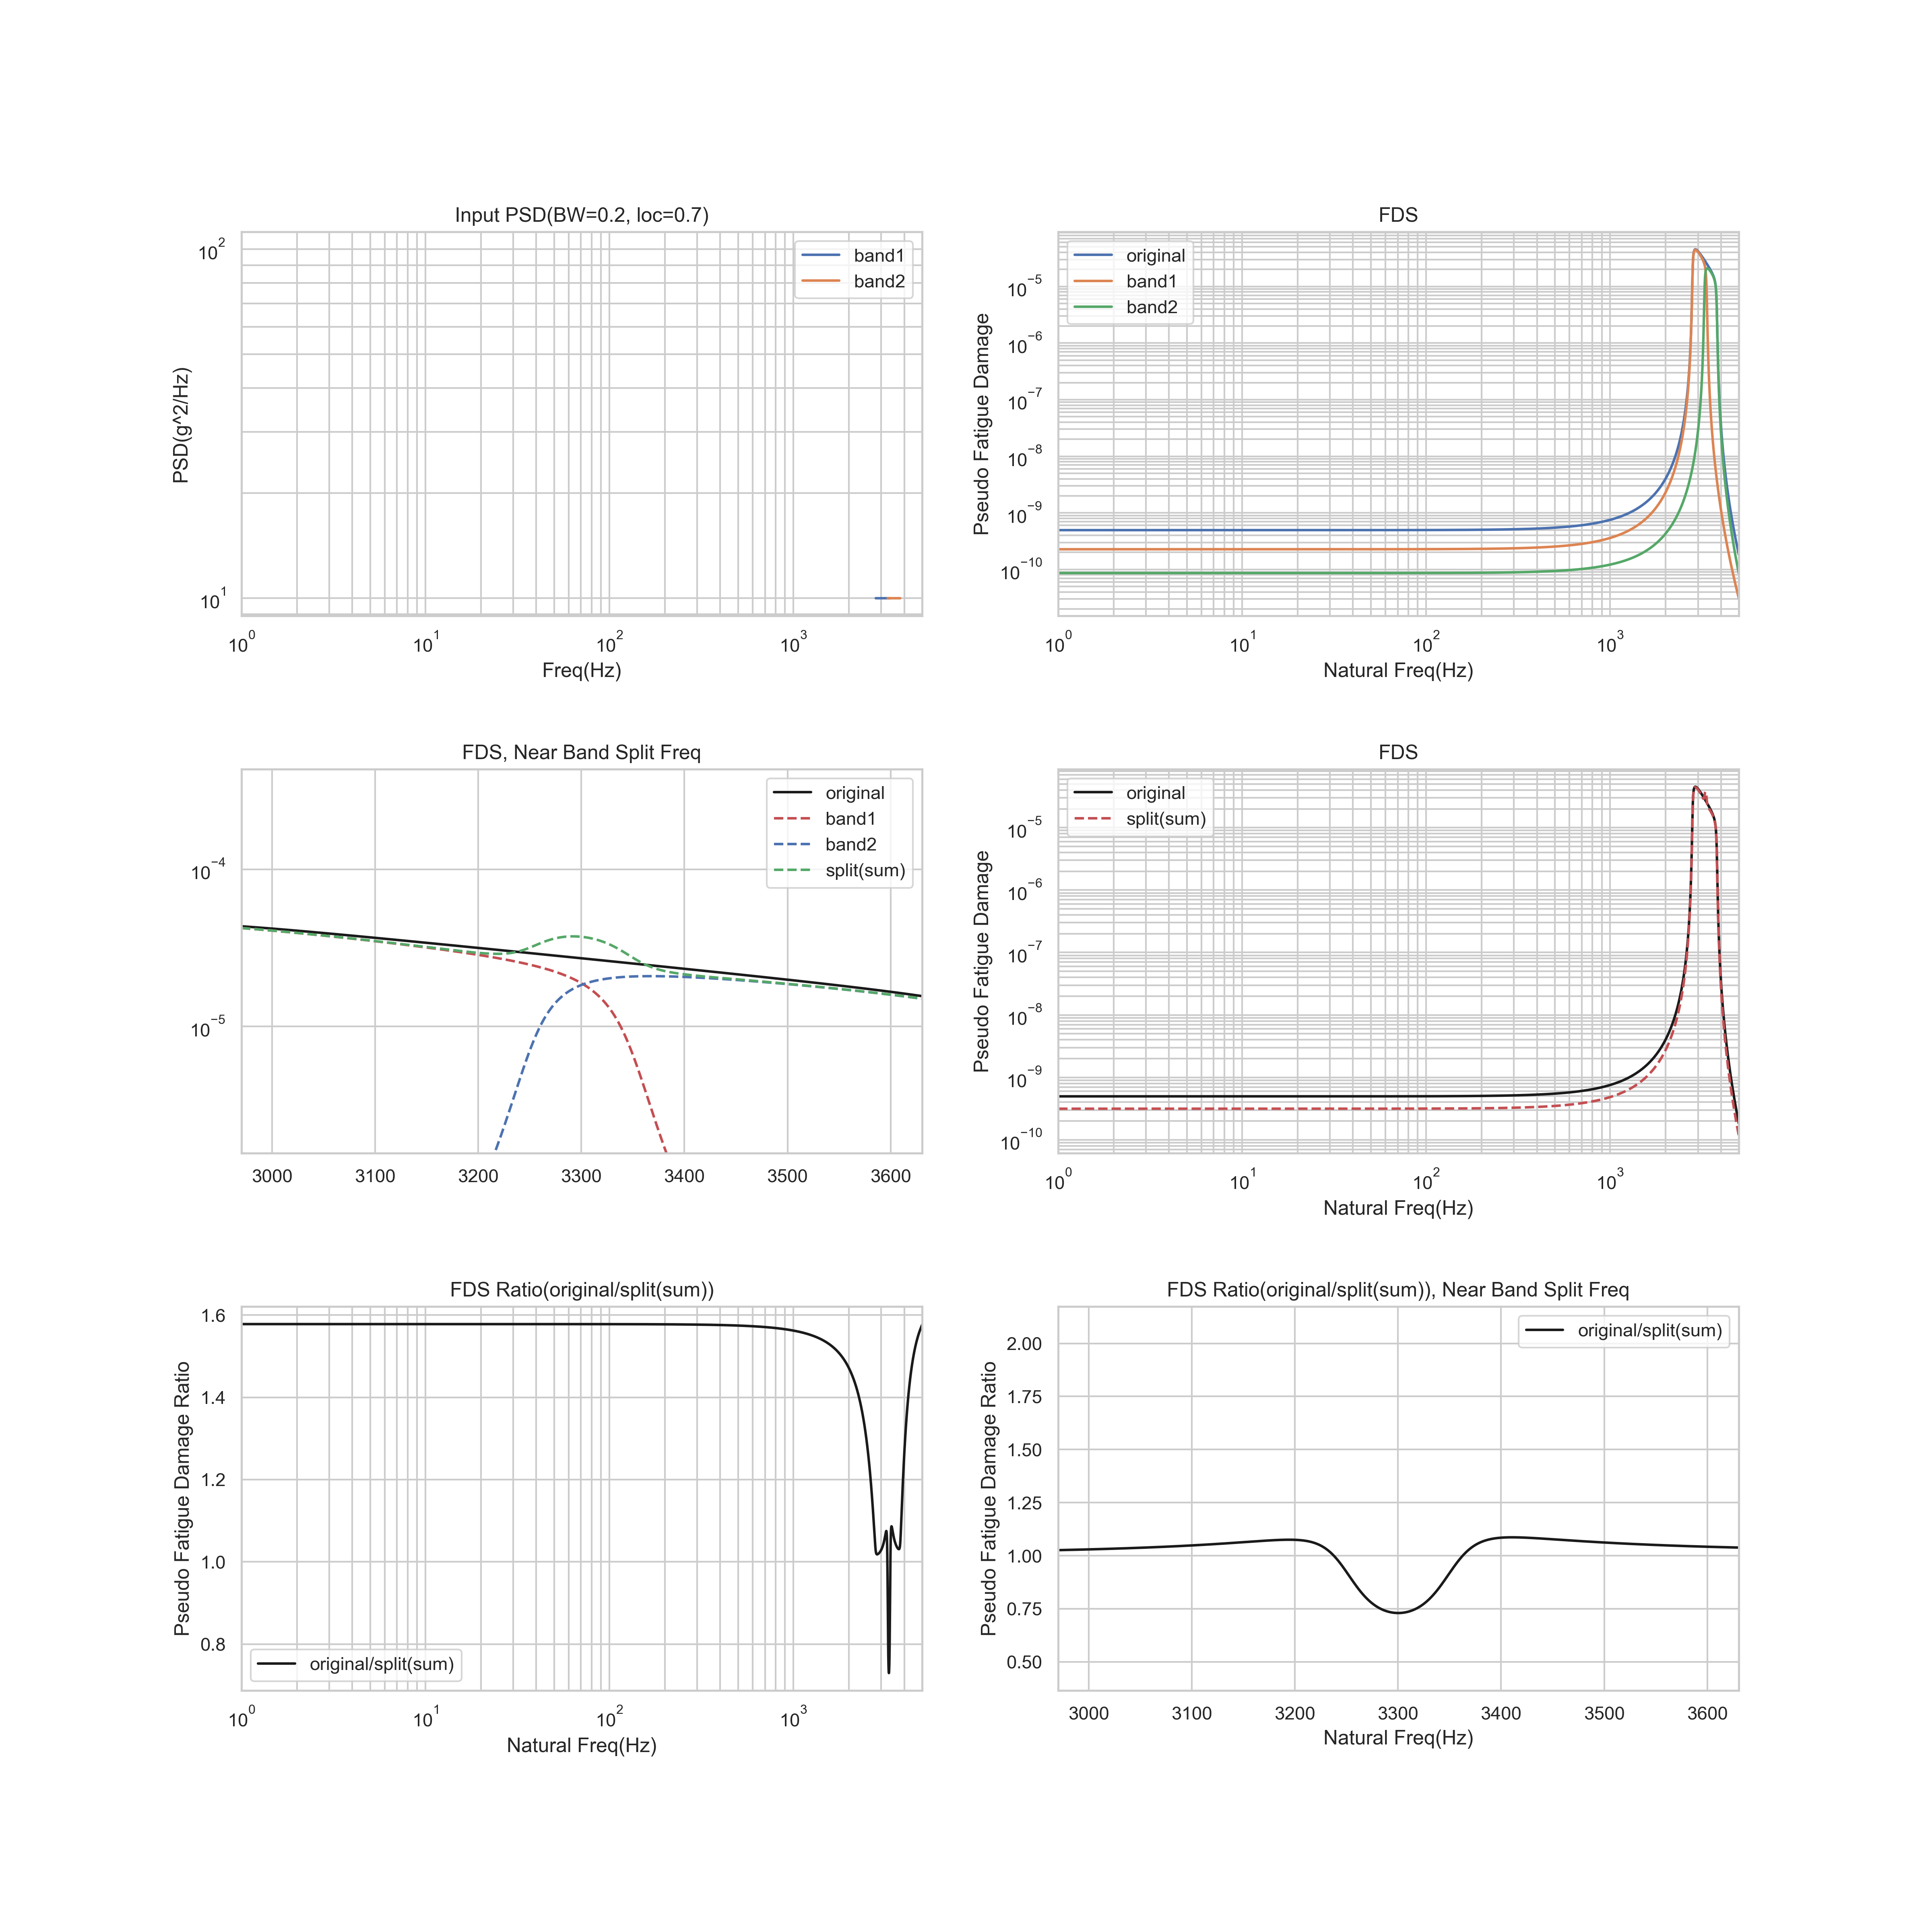 Input PSD(BW=0.2, loc=0.7)
PSD(g^2/Hz)
10^2
10^1
band1
band2
10^0 10^1 10^2 10^3
Freq(Hz)
FDS
Pseudo Fatigue Damage
10^−5
10^−6
10^−7
10^−8
10^−9
10^−10
original
band1
band2
10^0 10^1 10^2 10^3
Natural Freq(Hz)
FDS, Near Band Split Freq
10^−4
10^−5
original
band1
band2
split(sum)
3000 3100 3200 3300 3400 3500 3600
FDS
Pseudo Fatigue Damage
10^−5
10^−6
10^−7
10^−8
10^−9
10^−10
original
split(sum)
10^0 10^1 10^2 10^3
Natural Freq(Hz)
FDS Ratio(original/split(sum))
Pseudo Fatigue Damage Ratio
1.6
1.4
1.2
1.0
0.8
original/split(sum)
10^0 10^1 10^2 10^3
Natural Freq(Hz)
FDS Ratio(original/split(sum)), Near Band Split Freq
Pseudo Fatigue Damage Ratio
2.00
1.75
1.50
1.25
1.00
0.75
0.50
original/split(sum)
3000 3100 3200 3300 3400 3500 3600
Natural Freq(Hz)